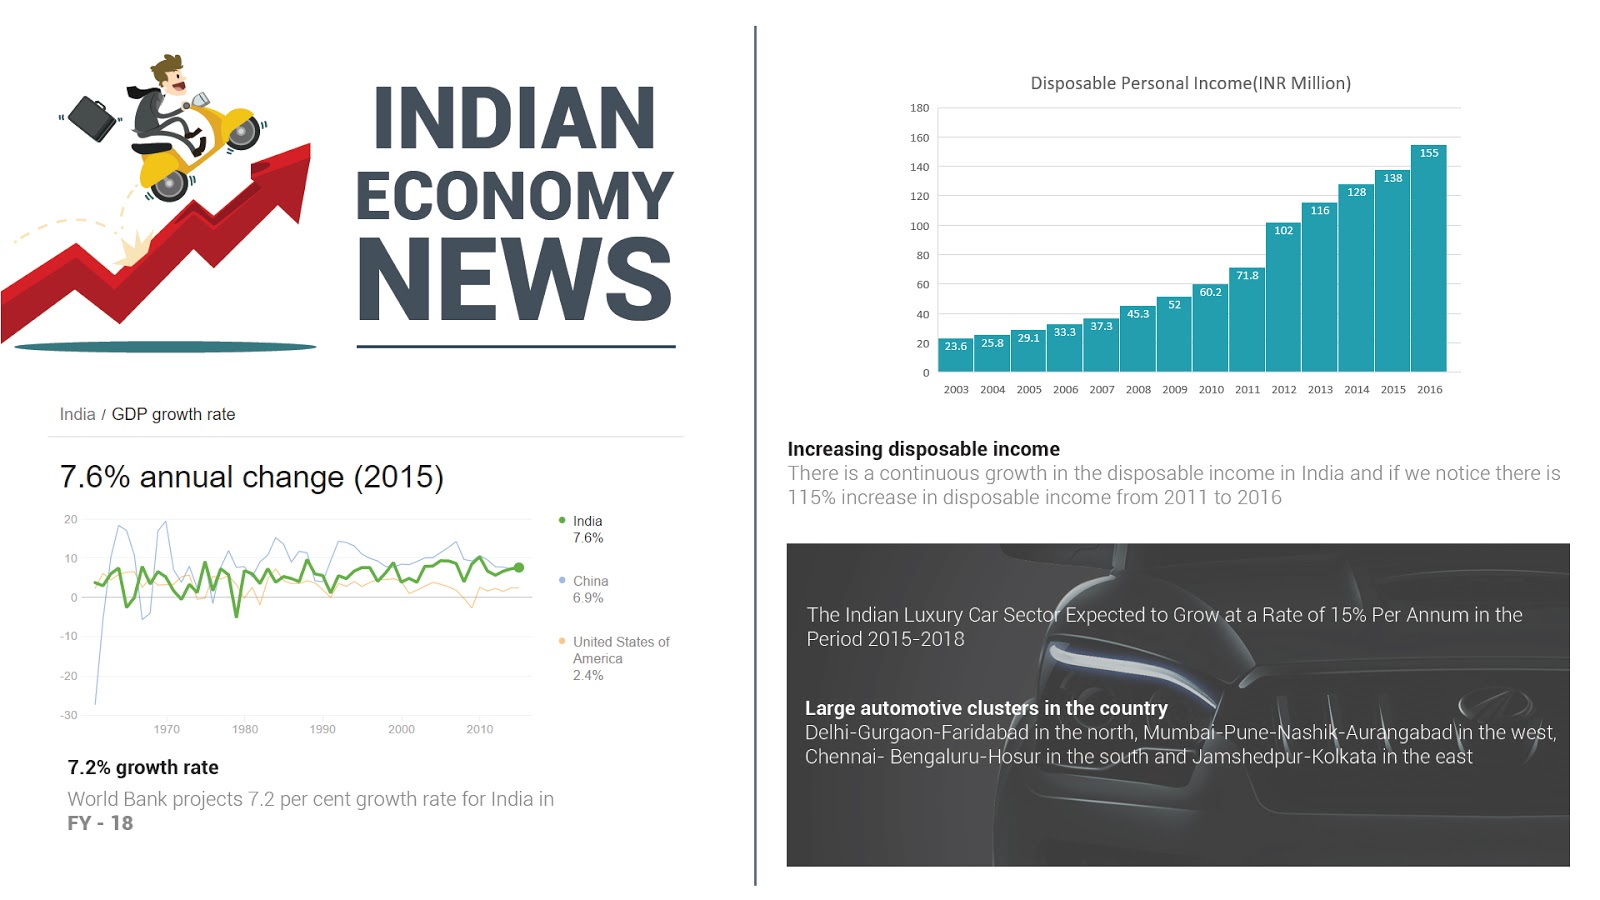 INDIAN
ECONOMY
NEWS
India / GDP growth rate
7.6% annual change (2015)
20
10
0
-10
-20
-30
1970 1980 1990 2000 2010
India
7.6%
China
6.9%
United States of
America
2.4%
7.2% growth rate
World Bank projects 7.2 per cent growth rate for India in
FY - 18
Disposable Personal Income(INR Million)
180
160
140
120
100
80
60
40
20
0
23.6 25.8 29.1 33.3 37.3 45.3 52 60.2 71.8 102 116 128 138 155
2003 2004 2005 2006 2007 2008 2009 2010 2011 2012 2013 2014 2015 2016
Increasing disposable income
There is a continuous growth in the disposable income in India and if we notice there is
115% increase in disposable income from 2011 to 2016
The Indian Luxury Car Sector Expected to Grow at a Rate of 15% Per Annum in the
Period 2015-2018
Large automotive clusters in the country
Delhi-Gurgaon-Faridabad in the north, Mumbai-Pune-Nashik-Aurangabad in the west,
Chennai- Bengaluru-Hosur in the south and Jamshedpur-Kolkata in the east